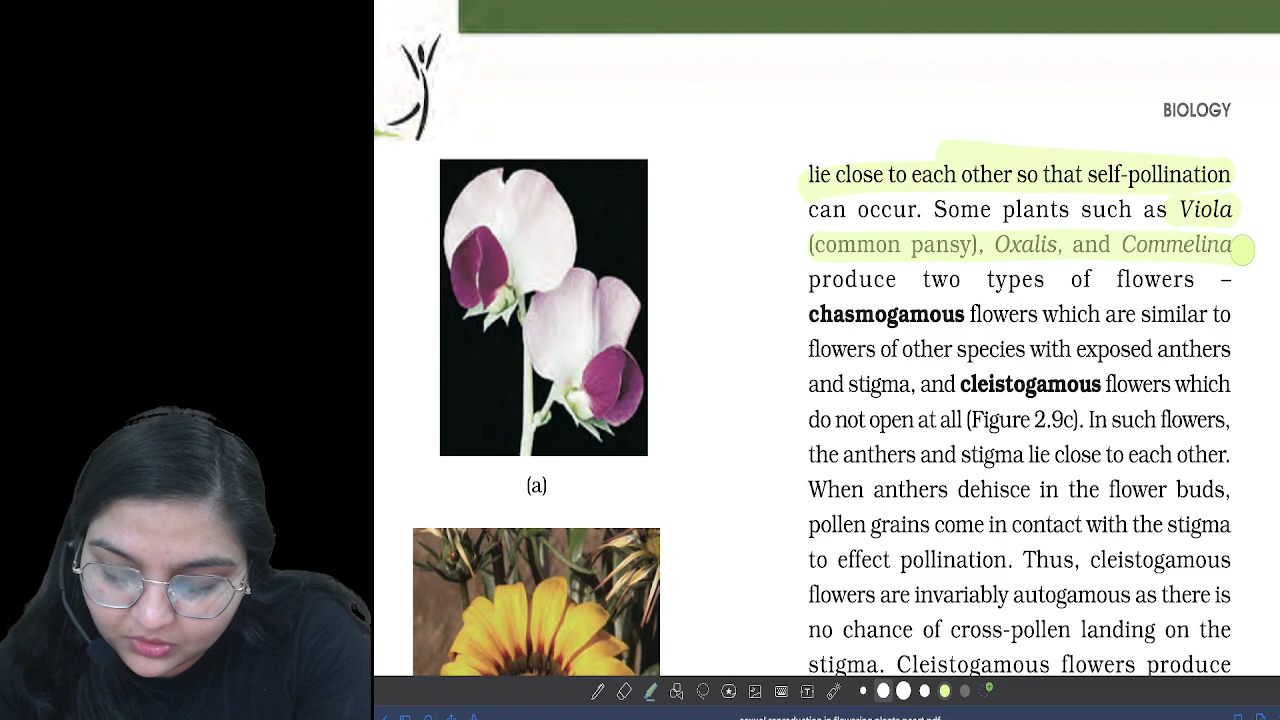 BIOLOGY
lie close to each other so that self-pollination
can occur. Some plants such as Viola
(common pansy), Oxalis, and Commelina
produce two types of flowers –
chasmogamous flowers which are similar to
flowers of other species with exposed anthers
and stigma, and cleistogamous flowers which
do not open at all (Figure 2.9c). In such flowers,
the anthers and stigma lie close to each other.
When anthers dehisce in the flower buds,
pollen grains come in contact with the stigma
to effect pollination. Thus, cleistogamous
flowers are invariably autogamous as there is
no chance of cross-pollen landing on the
stigma. Cleistogamous flowers produce
(a)